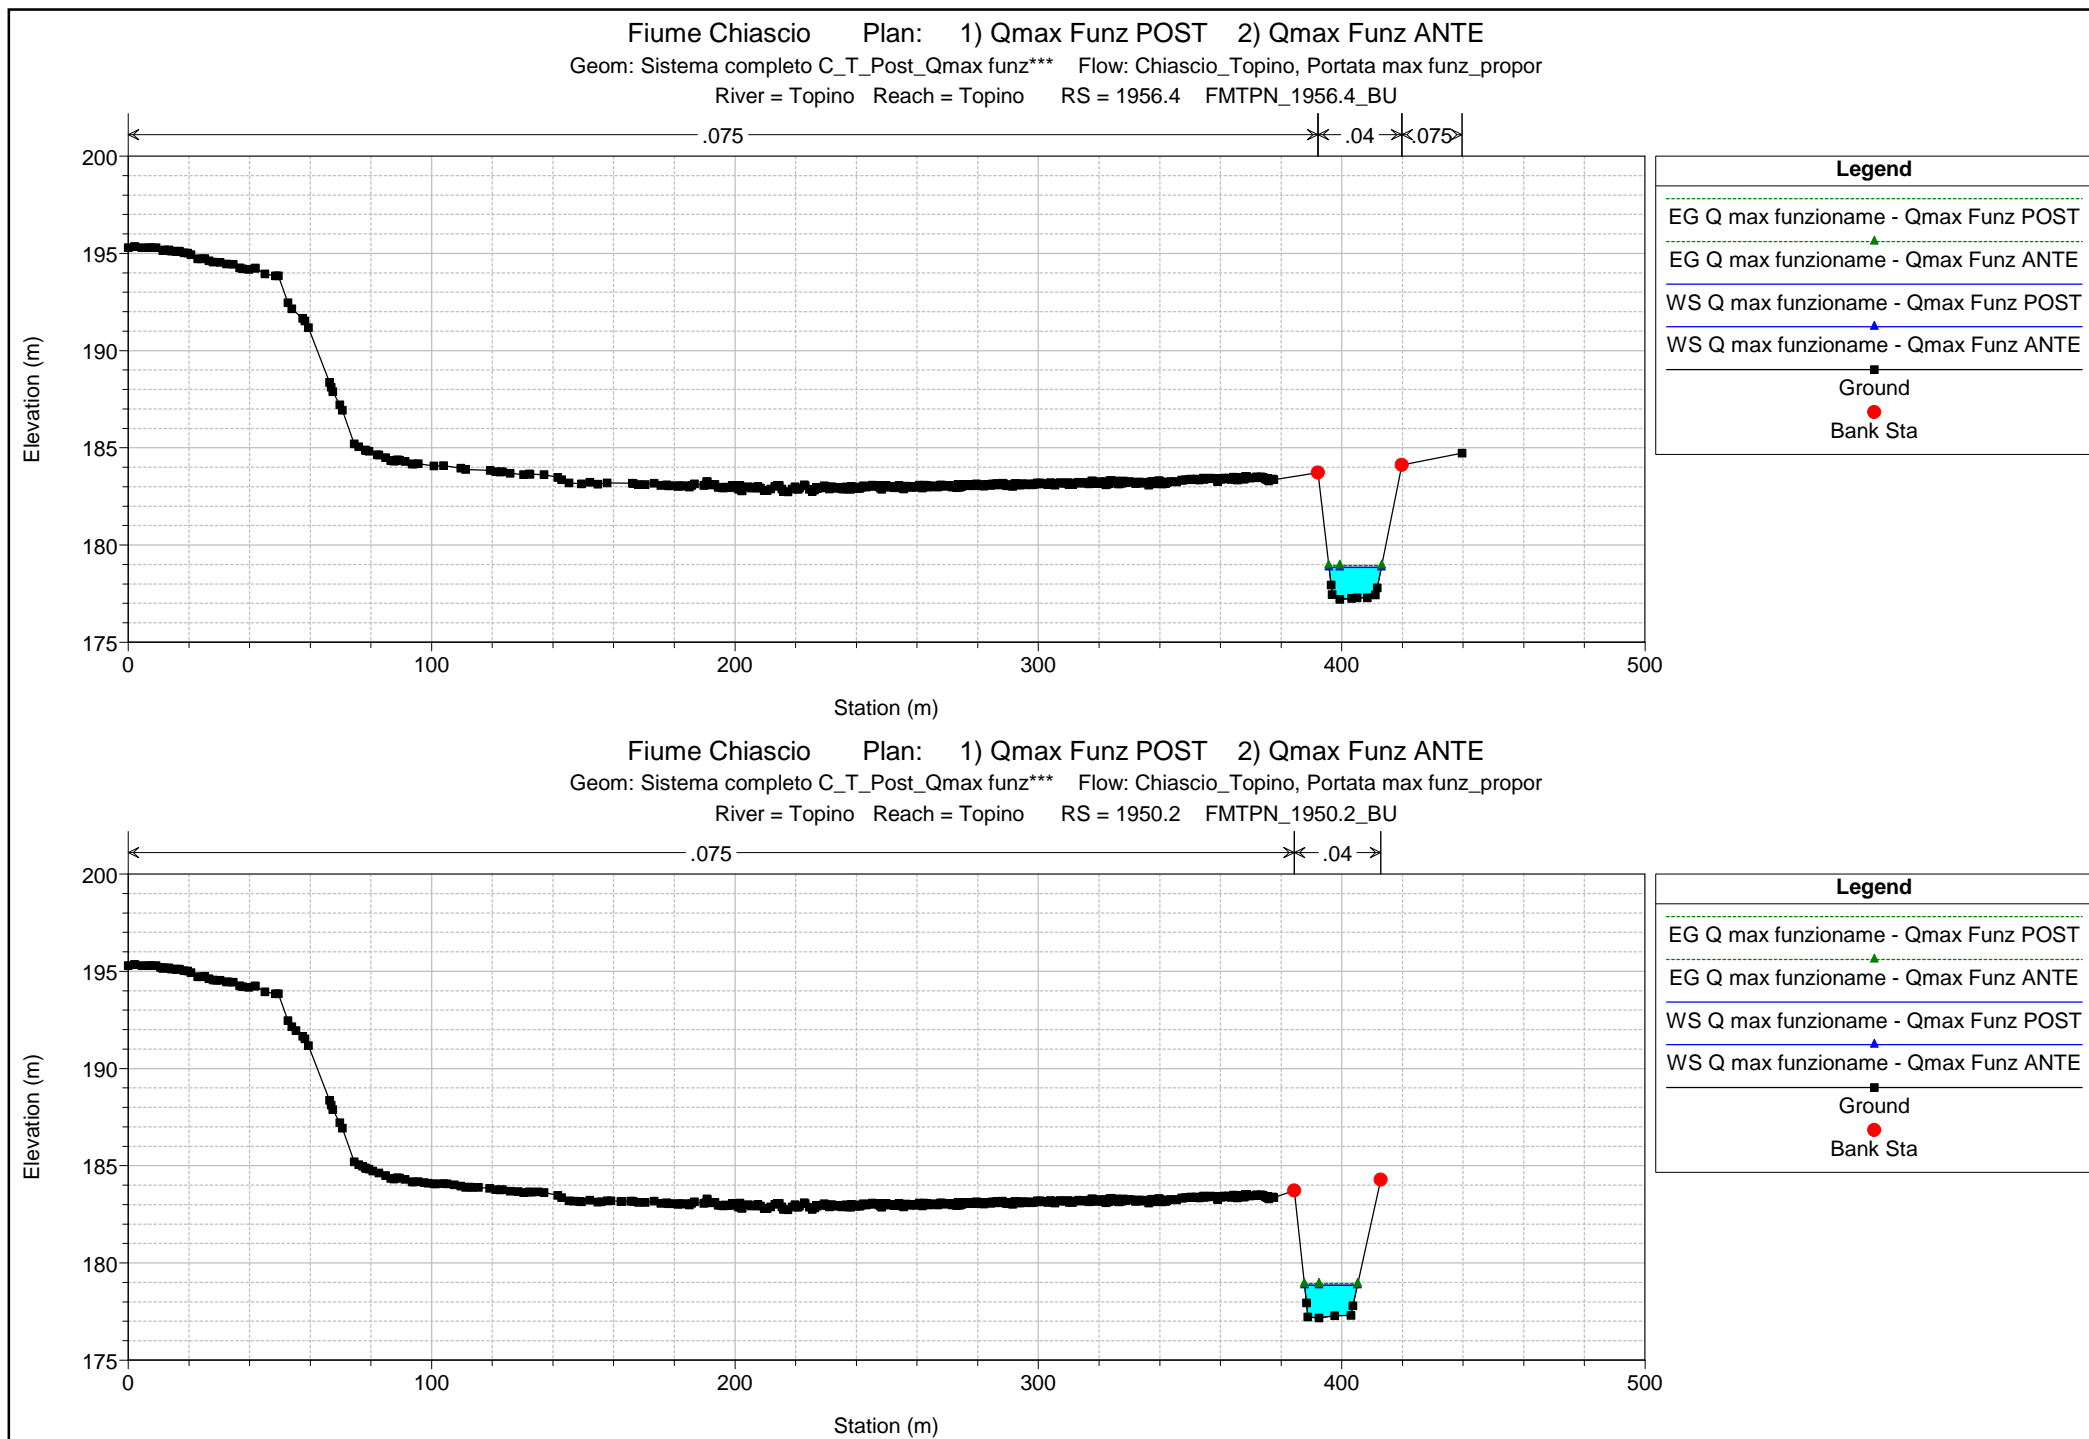 Fiume Chiascio Plan: 1) Qmax Funz POST 2) Qmax Funz ANTE
Geom: Sistema completo C_T_Post_Qmax funz*** Flow: Chiascio_Topino, Portata max funz_propor
River = Topino Reach = Topino RS = 1956.4 FMTPN_1956.4_BU
.075 .04 .075
200
195
190
185
180
175
Elevation (m)
0 100 200 300 400 500
Station (m)
Legend
EG Q max funzioname - Qmax Funz POST
EG Q max funzioname - Qmax Funz ANTE
WS Q max funzioname - Qmax Funz POST
WS Q max funzioname - Qmax Funz ANTE
Ground
Bank Sta
Fiume Chiascio Plan: 1) Qmax Funz POST 2) Qmax Funz ANTE
Geom: Sistema completo C_T_Post_Qmax funz*** Flow: Chiascio_Topino, Portata max funz_propor
River = Topino Reach = Topino RS = 1950.2 FMTPN_1950.2_BU
.075 .04
200
195
190
185
180
175
Elevation (m)
0 100 200 300 400 500
Station (m)
Legend
EG Q max funzioname - Qmax Funz POST
EG Q max funzioname - Qmax Funz ANTE
WS Q max funzioname - Qmax Funz POST
WS Q max funzioname - Qmax Funz ANTE
Ground
Bank Sta